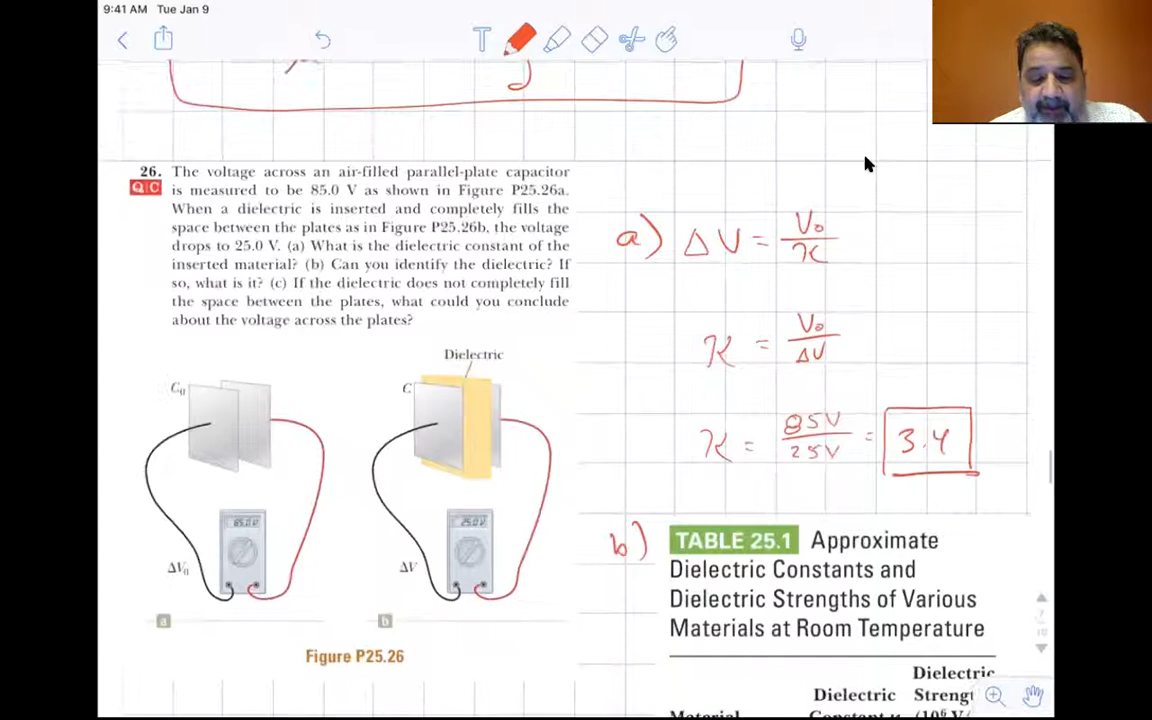 9:41 AM Tue Jan 9
T
26. The voltage across an air-filled parallel-plate capacitor
Q|C is measured to be 85.0 V as shown in Figure P25.26a.
When a dielectric is inserted and completely fills the
space between the plates as in Figure P25.26b, the voltage
drops to 25.0 V. (a) What is the dielectric constant of the
inserted material? (b) Can you identify the dielectric? If
so, what is it? (c) If the dielectric does not completely fill
the space between the plates, what could you conclude
about the voltage across the plates?
Dielectric
C₀
C
85.0 V
25.0 V
ΔV₀
ΔV
a
b
Figure P25.26
a) ΔV = V₀/κ
κ = V₀/ΔV
κ = 85V/25V = 3.4
b) TABLE 25.1 Approximate
Dielectric Constants and
Dielectric Strengths of Various
Materials at Room Temperature
Dielectric
Dielectric Strengt
Material Constant κ (10⁶ V/